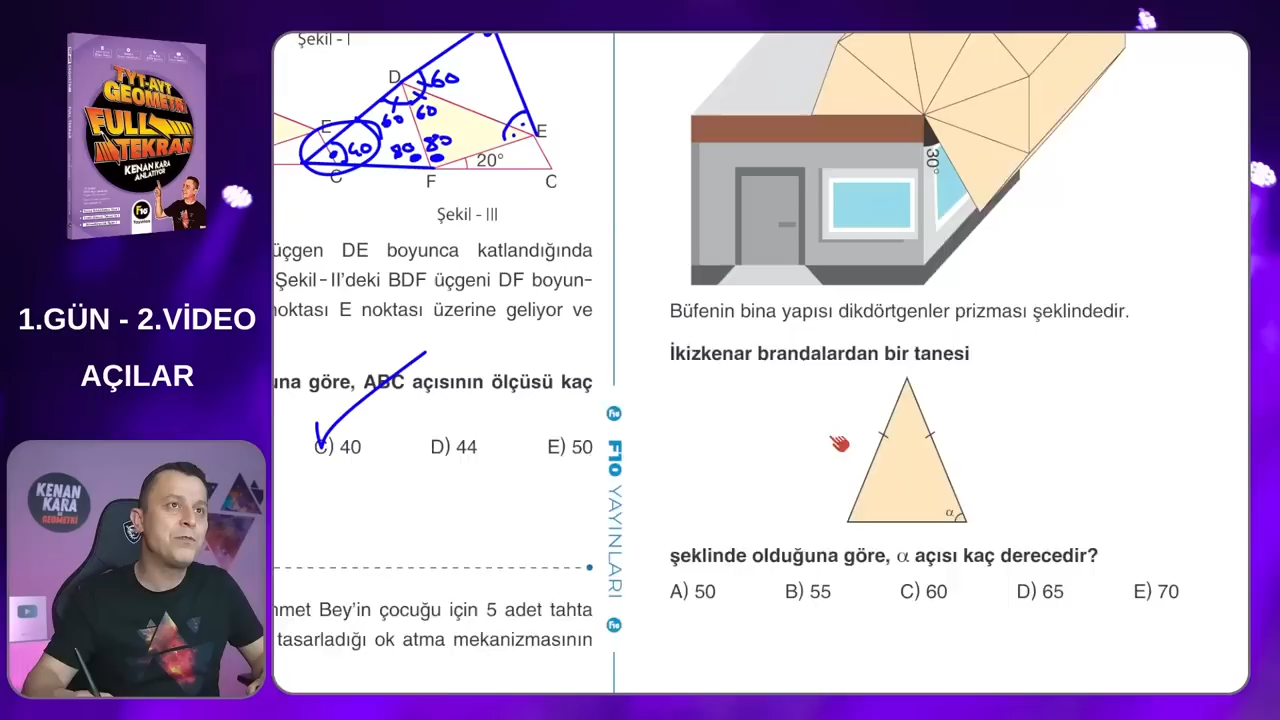 TYT-AYT
GEOMETRİ
FULL
TEKRAR
KENAN KARA
ANLATIYOR
F10
1.GÜN - 2.VİDEO
AÇILAR
KENAN
KARA
GEOMETRİ
Şekil - I
D
60
60
60
E
40
80
80
E
20°
C
F
C
Şekil - III
üçgen DE boyunca katlandığında
Şekil-II’deki BDF üçgeni DF boyun-
noktası E noktası üzerine geliyor ve
una göre, ABC açısının ölçüsü kaç
C) 40 D) 44 E) 50
hmet Bey’in çocuğu için 5 adet tahta
tasarladığı ok atma mekanizmasının
F10 YAYINLARI
30°
Büfenin bina yapısı dikdörtgenler prizması şeklindedir.
İkizkenar brandalardan bir tanesi
α
şeklinde olduğuna göre, α açısı kaç derecedir?
A) 50 B) 55 C) 60 D) 65 E) 70